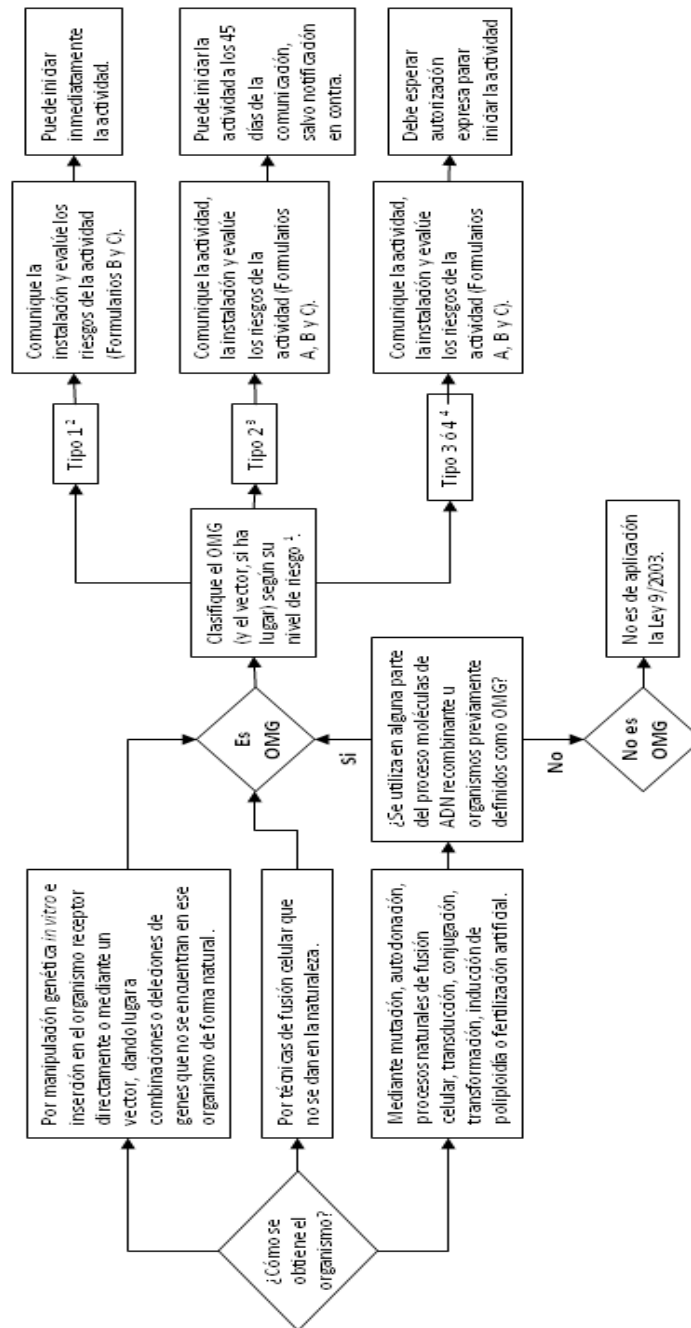 ¿Cómo se
obtiene el
organismo?
Por manipulación genética in vitro e
inserción en el organismo receptor
directamente o mediante un
vector, dando lugar a
combinaciones o deleciones de
genes que no se encuentran en ese
organismo de forma natural.
Por técnicas de fusión celular que
no se dan en la naturaleza.
Mediante mutación, autoclonación,
procesos naturales de fusión
celular, transducción, conjugación,
transformación, inducción de
poliploidía o fertilización artificial.
Es
OMG
Si
¿Se utiliza en alguna parte
del proceso moléculas de
ADN recombinante u
organismos previamente
definidos como OMG?
No
No es
OMG
No es de aplicación
la Ley 9/2003.
Clasifique el OMG
(y el vector, si ha
lugar) según su
nivel de riesgo ¹.
Tipo 1 ²
Comunique la
instalación y evalúe los
riesgos de la actividad
(Formularios B y C).
Puede iniciar
inmediatamente
la actividad.
Tipo 2 ³
Comunique la actividad,
la instalación y evalúe
los riesgos de la
actividad (Formularios
A, B y C).
Puede iniciar la
actividad a los 45
días de la
comunicación,
salvo notificación
en contra.
Tipo 3 ó 4 ⁴
Comunique la actividad,
la instalación y evalúe
los riesgos de la
actividad (Formularios
A, B y C).
Debe esperar
autorización
expresa parar
iniciar la actividad